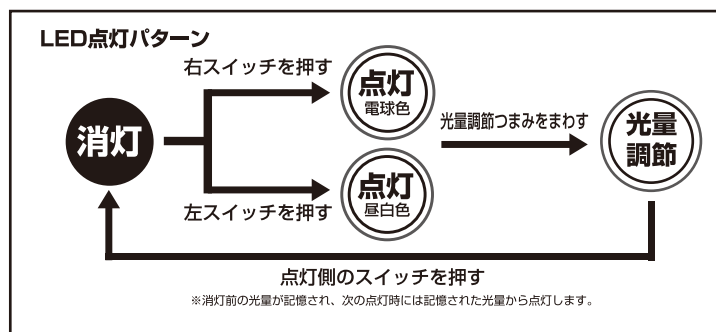 LED点灯パターン
右スイッチを押す
点灯
電球色
消灯
光量調節つまみをまわす
光量
調節
点灯
昼白色
左スイッチを押す
点灯側のスイッチを押す
※消灯前の光量が記憶され、次の点灯時には記憶された光量から点灯します。